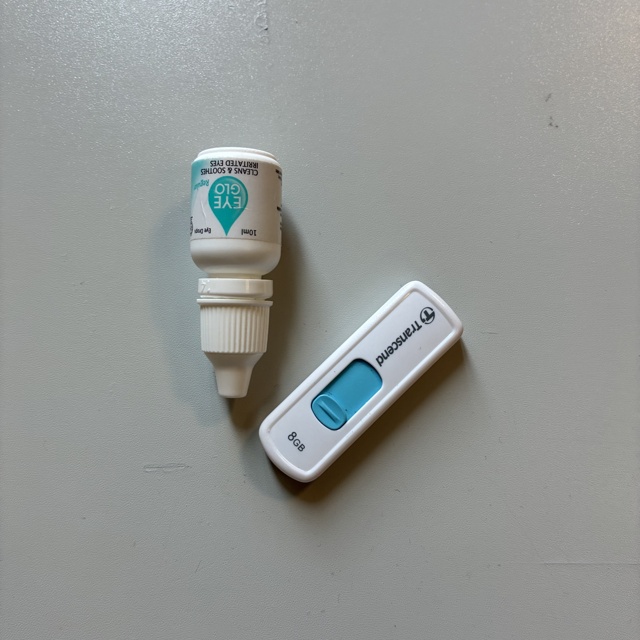 10ml
Eye Drops
EYE
GLO
CLEANS & SOOTHES
IRRITATED EYES
Transcend
8GB